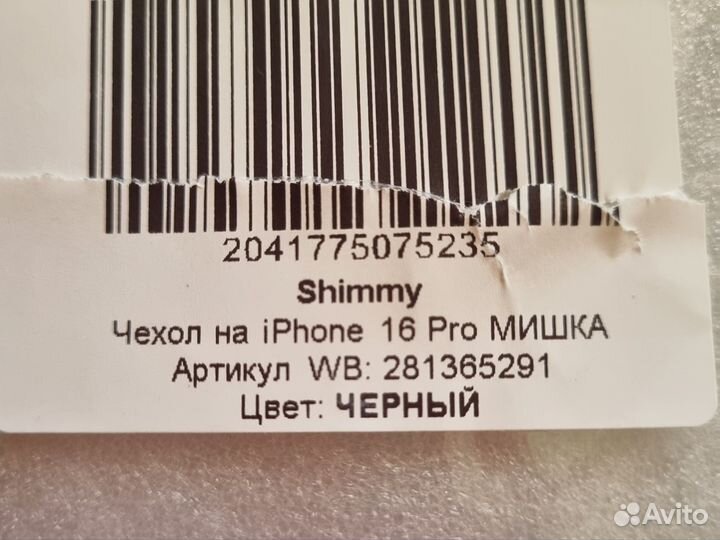 2041775075235
Shimmy
Чехол на iPhone 16 Pro МИШКА
Артикул WB: 281365291
Цвет: ЧЕРНЫЙ
Avito